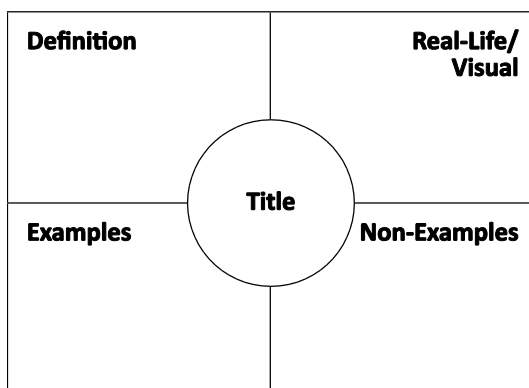 Definition
Real-Life/
Visual
Title
Examples
Non-Examples